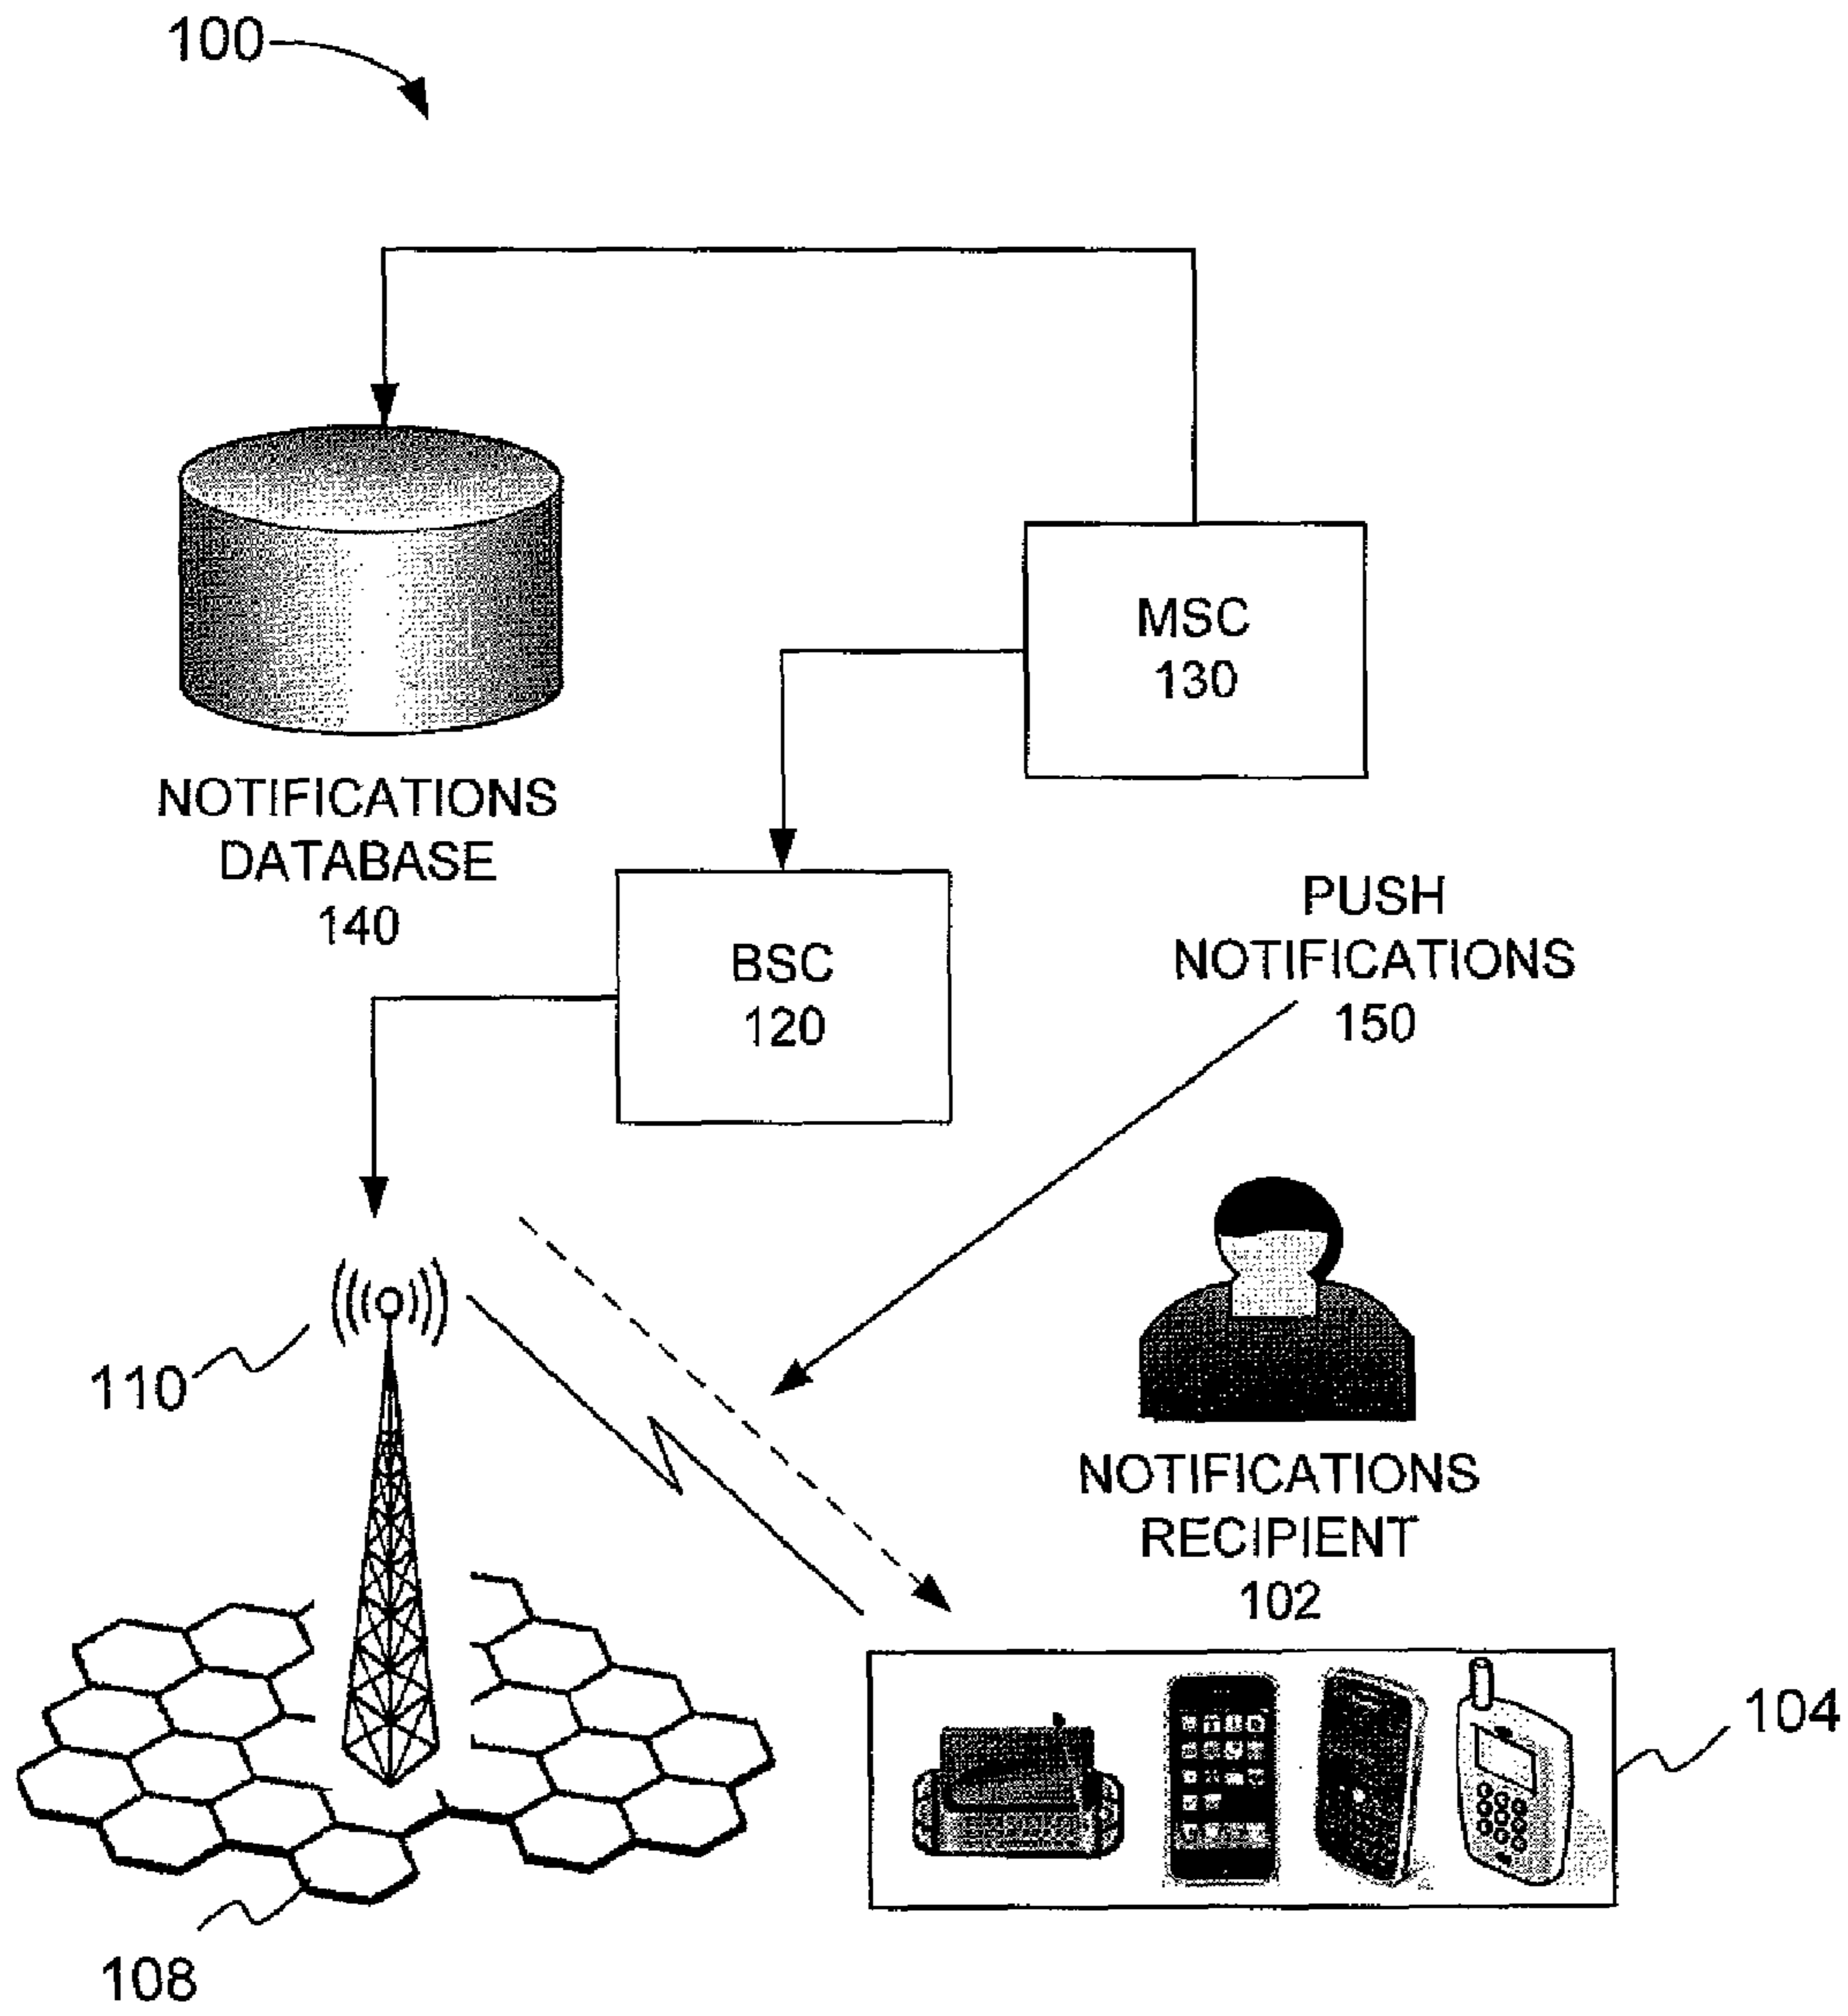 100
MSC
130
NOTIFICATIONS
DATABASE
140
BSC
120
PUSH
NOTIFICATIONS
150
110
NOTIFICATIONS
RECIPIENT
102
104
108